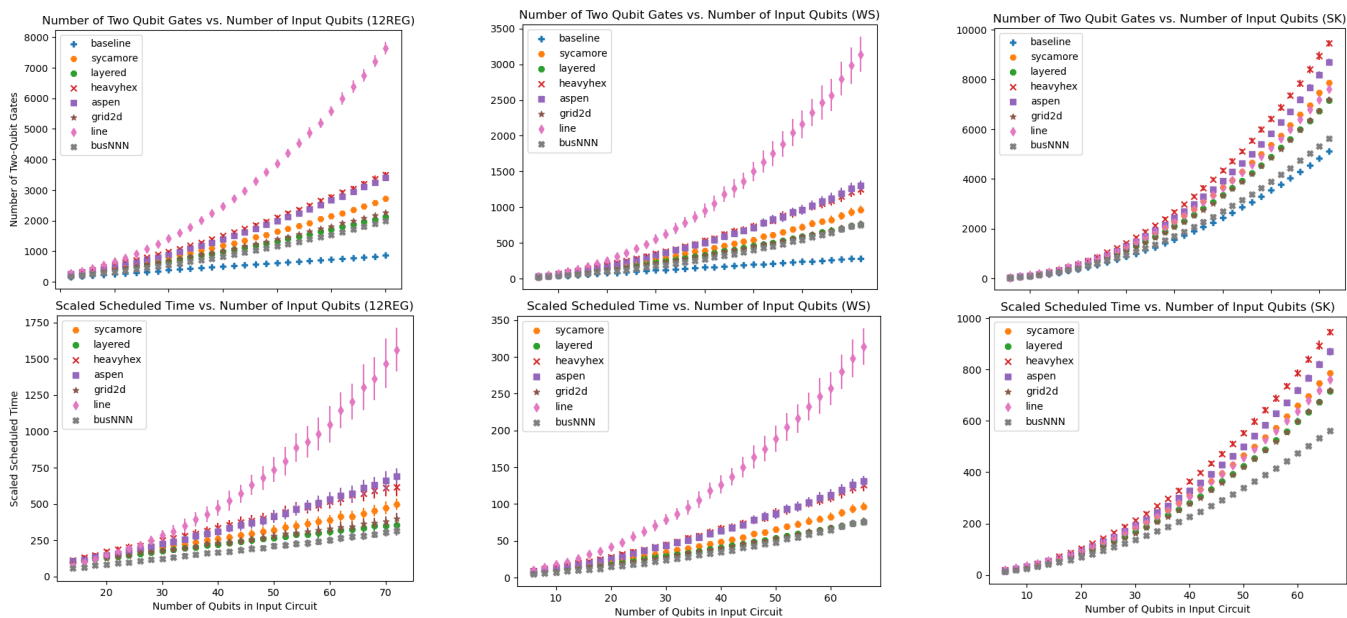 Number of Two Qubit Gates vs. Number of Input Qubits (12REG)
8000
7000
6000
5000
4000
3000
2000
1000
0
Number of Two-Qubit Gates
baseline
sycamore
layered
heavyhex
aspen
grid2d
line
busNNN
Number of Two Qubit Gates vs. Number of Input Qubits (WS)
3500
3000
2500
2000
1500
1000
500
0
baseline
sycamore
layered
heavyhex
aspen
grid2d
line
busNNN
Number of Two Qubit Gates vs. Number of Input Qubits (SK)
10000
8000
6000
4000
2000
0
baseline
sycamore
layered
heavyhex
aspen
grid2d
line
busNNN
Scaled Scheduled Time vs. Number of Input Qubits (12REG)
1750
1500
1250
1000
750
500
250
0
Scaled Scheduled Time
sycamore
layered
heavyhex
aspen
grid2d
line
busNNN
20 30 40 50 60 70
Number of Qubits in Input Circuit
Scaled Scheduled Time vs. Number of Input Qubits (WS)
350
300
250
200
150
100
50
0
sycamore
layered
heavyhex
aspen
grid2d
line
busNNN
10 20 30 40 50 60
Number of Qubits in Input Circuit
Scaled Scheduled Time vs. Number of Input Qubits (SK)
1000
800
600
400
200
0
sycamore
layered
heavyhex
aspen
grid2d
line
busNNN
10 20 30 40 50 60
Number of Qubits in Input Circuit